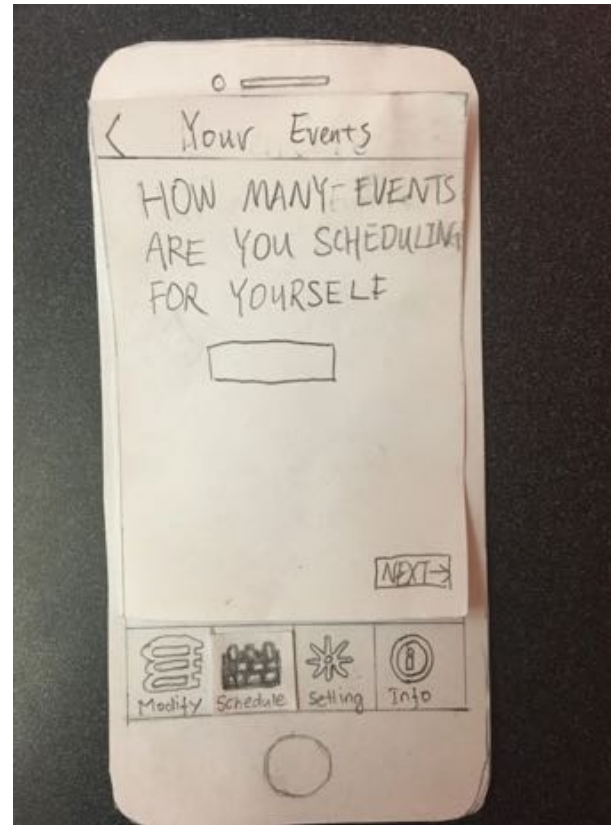 Your Events
HOW MANY EVENTS
ARE YOU SCHEDULING
FOR YOURSELF
NEXT→
Modify Schedule Setting Info